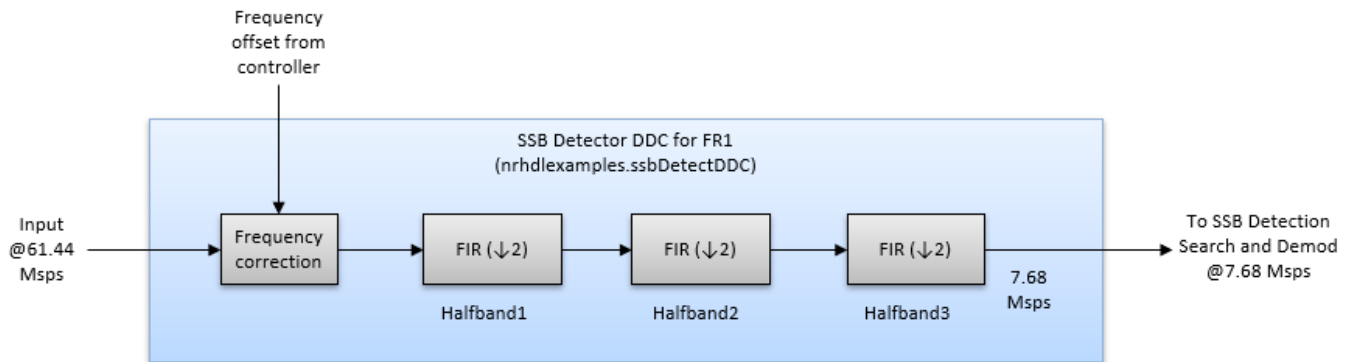 Frequency
offset from
controller
SSB Detector DDC for FR1
(nrhdlexamples.ssbDetectDDC)
Input
@61.44
Msps
Frequency
correction
FIR (↓2)
FIR (↓2)
FIR (↓2)
Halfband1
Halfband2
Halfband3
7.68
Msps
To SSB Detection
Search and Demod
@7.68 Msps